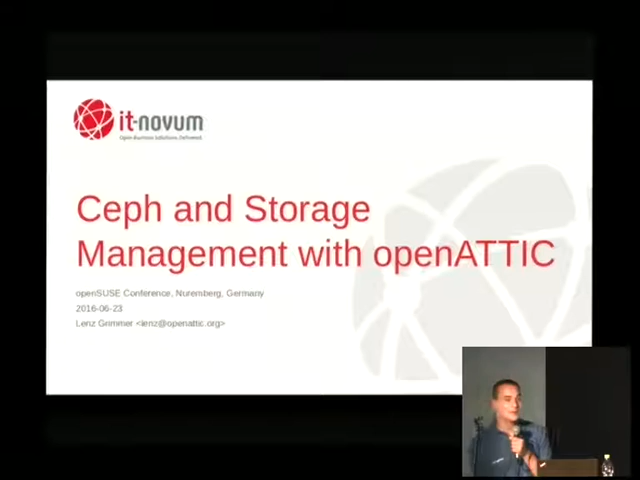 it-novum
Open Business Solutions. Delivered.
Ceph and Storage
Management with openATTIC
openSUSE Conference, Nuremberg, Germany
2016-06-23
Lenz Grimmer <lenz@openattic.org>